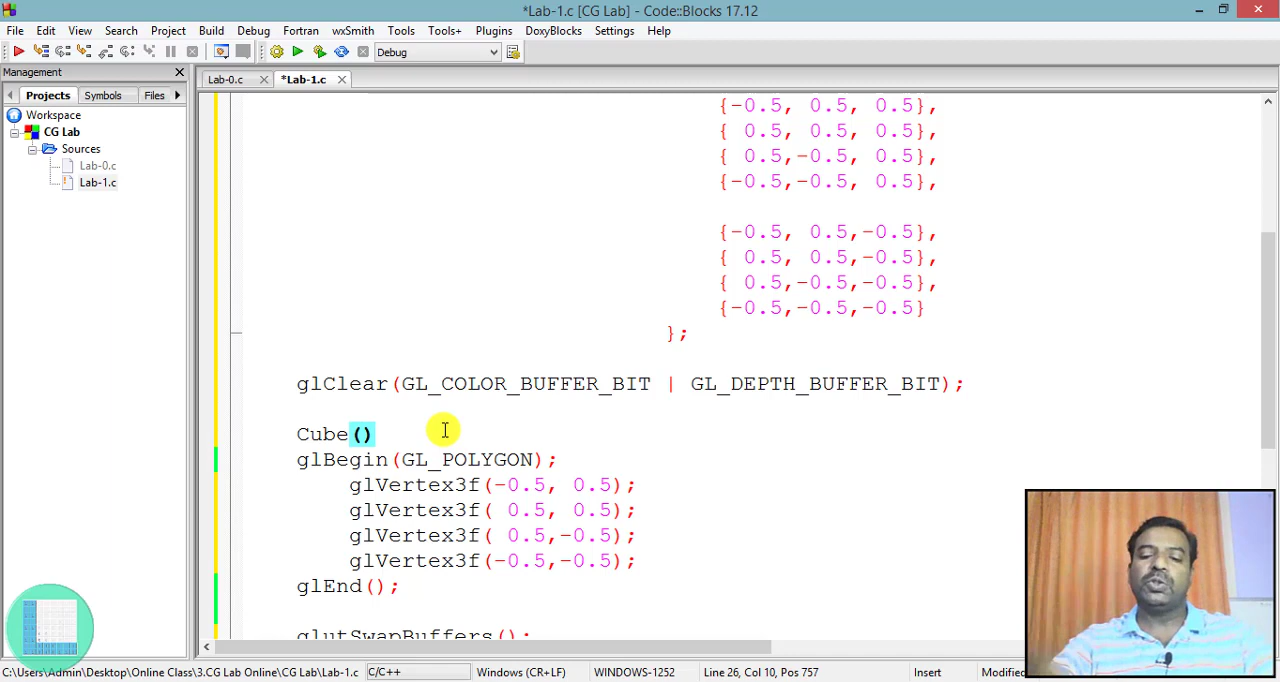 *Lab-1.c [CG Lab] - Code::Blocks 17.12
File Edit View Search Project Build Debug Fortran wxSmith Tools Tools+ Plugins DoxyBlocks Settings Help
Debug
Management
Lab-0.c *Lab-1.c
Projects Symbols Files
Workspace
CG Lab
Sources
Lab-0.c
Lab-1.c
{-0.5, 0.5, 0.5},
{ 0.5, 0.5, 0.5},
{ 0.5,-0.5, 0.5},
{-0.5,-0.5, 0.5},
{-0.5, 0.5,-0.5},
{ 0.5, 0.5,-0.5},
{ 0.5,-0.5,-0.5},
{-0.5,-0.5,-0.5}
};
glClear(GL_COLOR_BUFFER_BIT | GL_DEPTH_BUFFER_BIT);
Cube()
glBegin(GL_POLYGON);
glVertex3f(-0.5, 0.5);
glVertex3f( 0.5, 0.5);
glVertex3f( 0.5,-0.5);
glVertex3f(-0.5,-0.5);
glEnd();
glutSwapBuffers();
C:\Users\Admin\Desktop\Online Class\3.CG Lab Online\CG Lab\Lab-1.c C/C++ Windows (CR+LF) WINDOWS-1252 Line 26, Col 10, Pos 757 Insert Modified